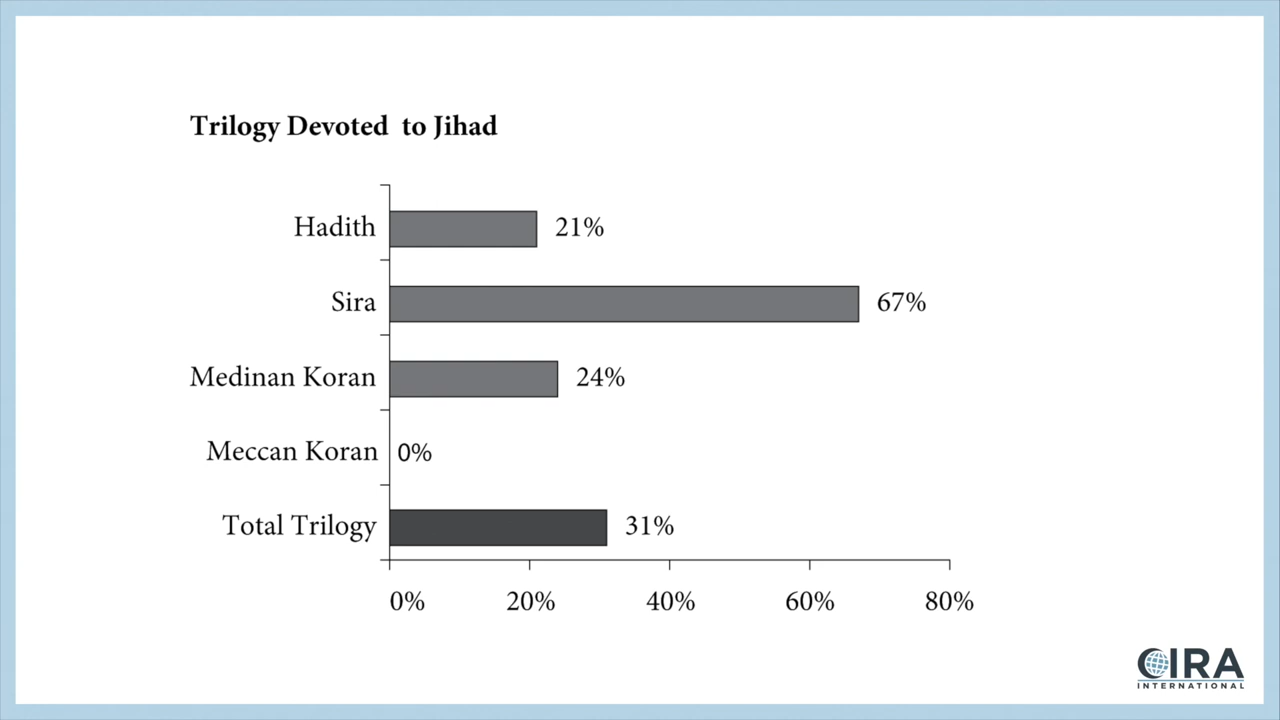 Trilogy Devoted to Jihad
Hadith 21%
Sira 67%
Medinan Koran 24%
Meccan Koran 0%
Total Trilogy 31%
0% 20% 40% 60% 80%
CIRA
INTERNATIONAL